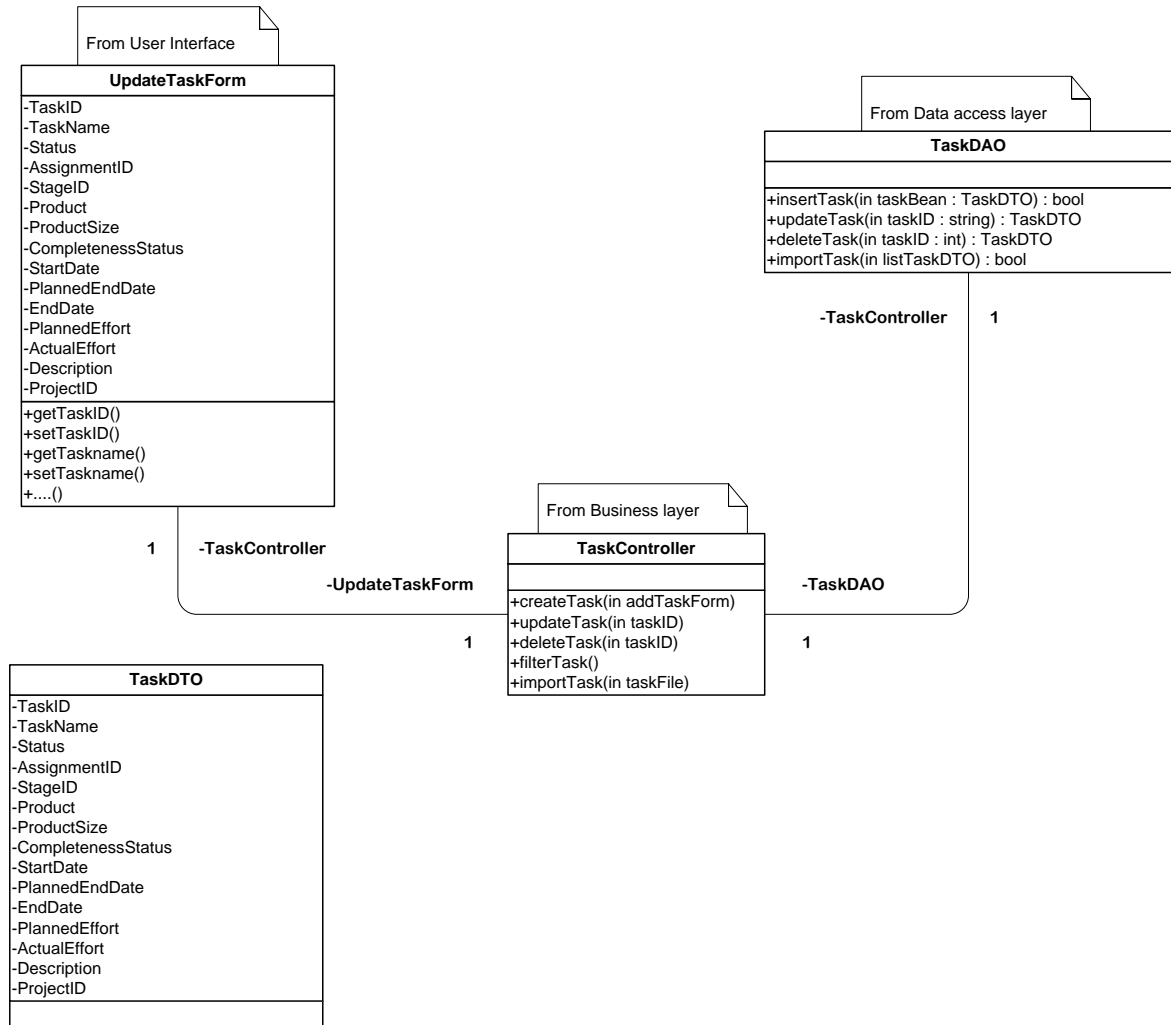 From User Interface
UpdateTaskForm
-TaskID
-TaskName
-Status
-AssignmentID
-StageID
-Product
-ProductSize
-CompletenessStatus
-StartDate
-PlannedEndDate
-EndDate
-PlannedEffort
-ActualEffort
-Description
-ProjectID
+getTaskID()
+setTaskID()
+getTaskname()
+setTaskname()
+....()
From Data access layer
TaskDAO
+insertTask(in taskBean : TaskDTO) : bool
+updateTask(in taskID : string) : TaskDTO
+deleteTask(in taskID : int) : TaskDTO
+importTask(in listTaskDTO) : bool
-TaskController
1
1
-TaskController
-UpdateTaskForm
1
From Business layer
TaskController
+createTask(in addTaskForm)
+updateTask(in taskID)
+deleteTask(in taskID)
+filterTask()
+importTask(in taskFile)
-TaskDAO
1
TaskDTO
-TaskID
-TaskName
-Status
-AssignmentID
-StageID
-Product
-ProductSize
-CompletenessStatus
-StartDate
-PlannedEndDate
-EndDate
-PlannedEffort
-ActualEffort
-Description
-ProjectID